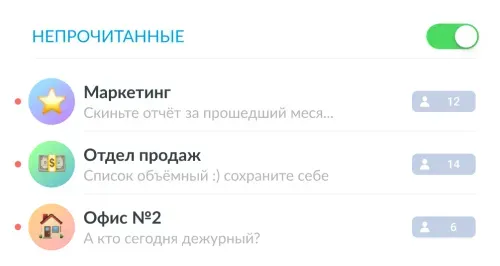 НЕПРОЧИТАННЫЕ
Маркетинг
12
Скиньте отчёт за прошедший меся...
Отдел продаж
14
Список объёмный :) сохраните себе
Офис №2
6
А кто сегодня дежурный?